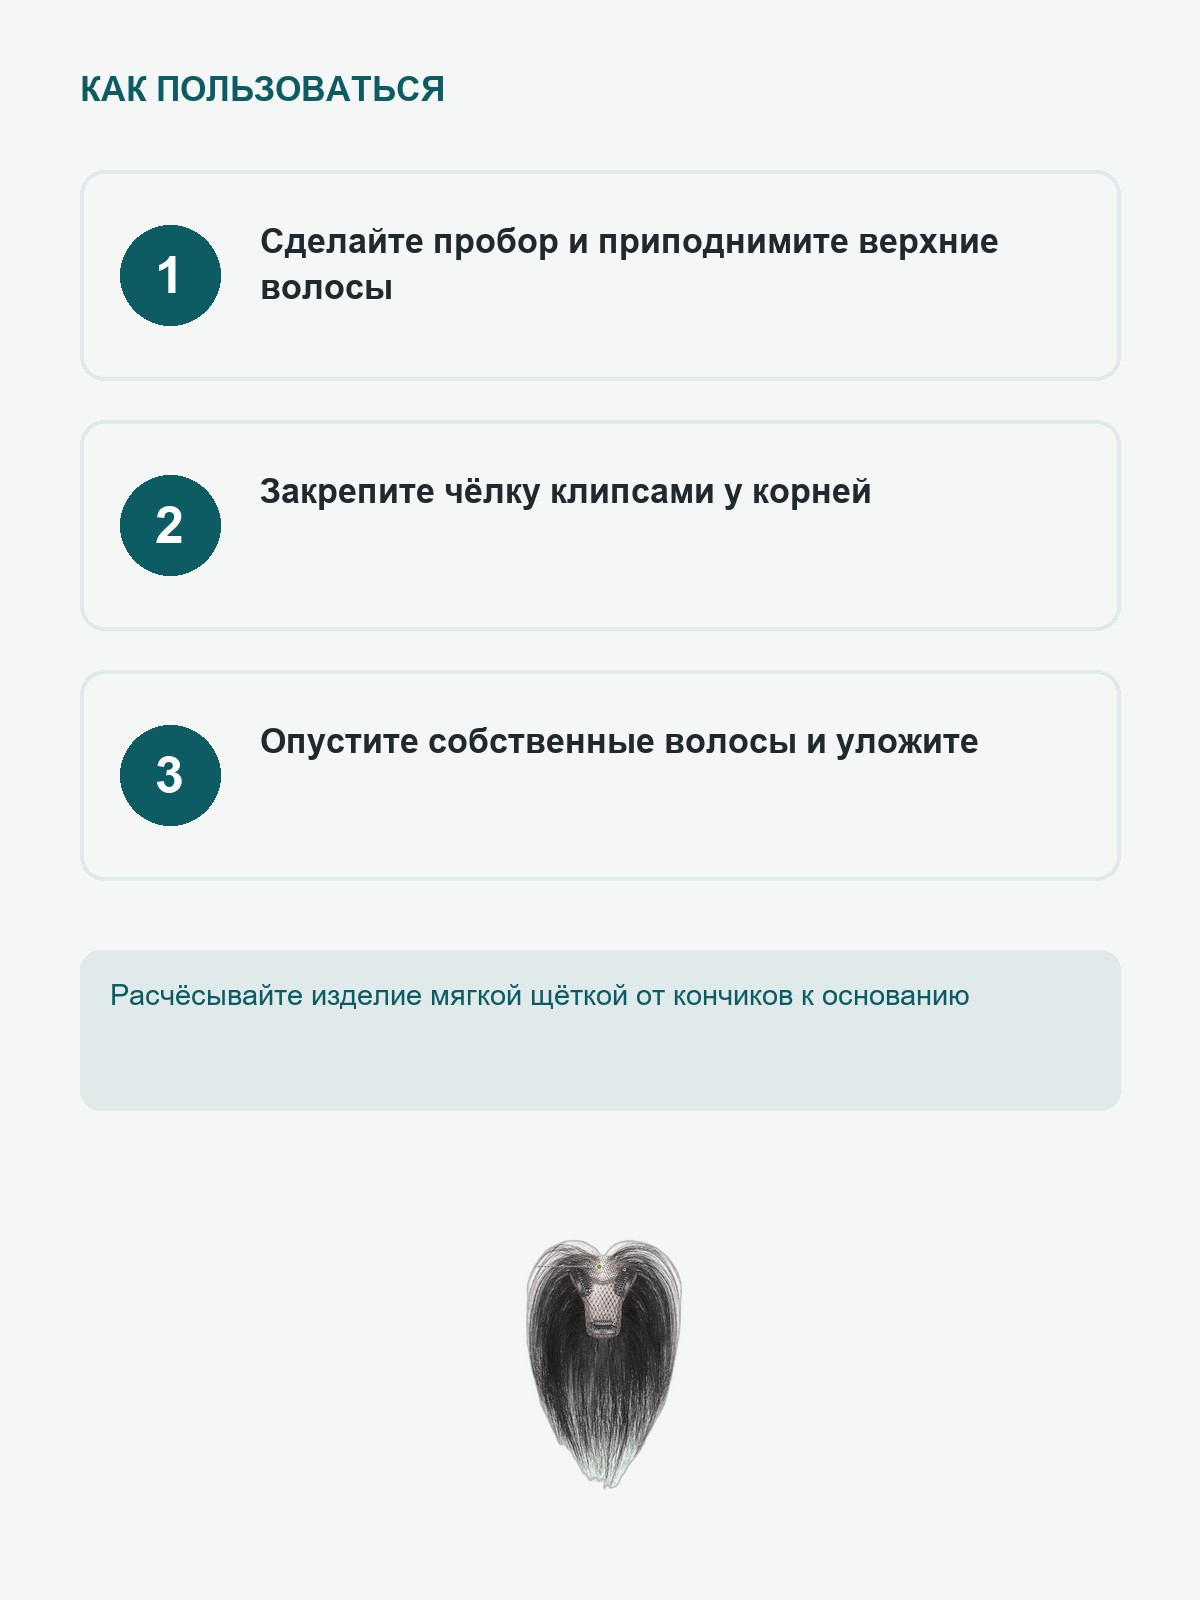 КАК ПОЛЬЗОВАТЬСЯ
1
Сделайте пробор и приподнимите верхние
волосы
2
Закрепите чёлку клипсами у корней
3
Опустите собственные волосы и уложите
Расчёсывайте изделие мягкой щёткой от кончиков к основанию